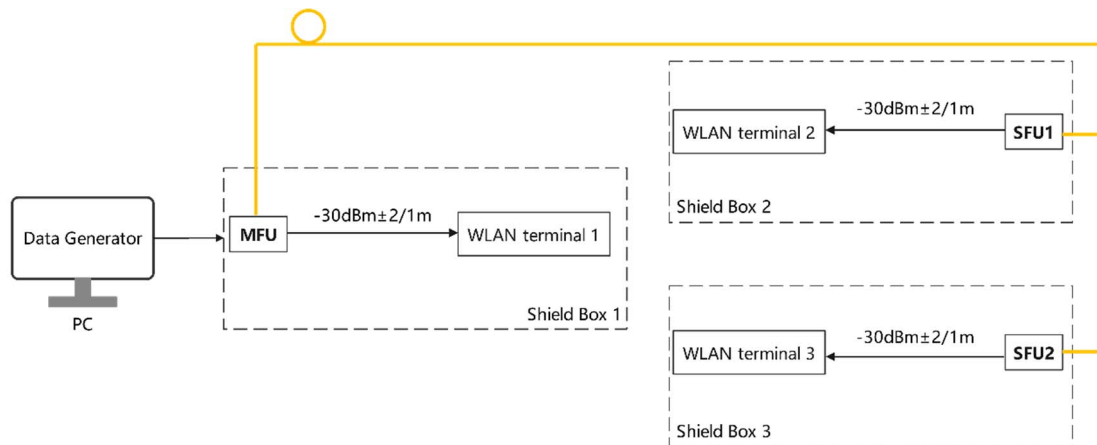 -30dBm±2/1m
WLAN terminal 2
SFU1
Shield Box 2
Data Generator
PC
MFU
-30dBm±2/1m
WLAN terminal 1
Shield Box 1
-30dBm±2/1m
WLAN terminal 3
SFU2
Shield Box 3